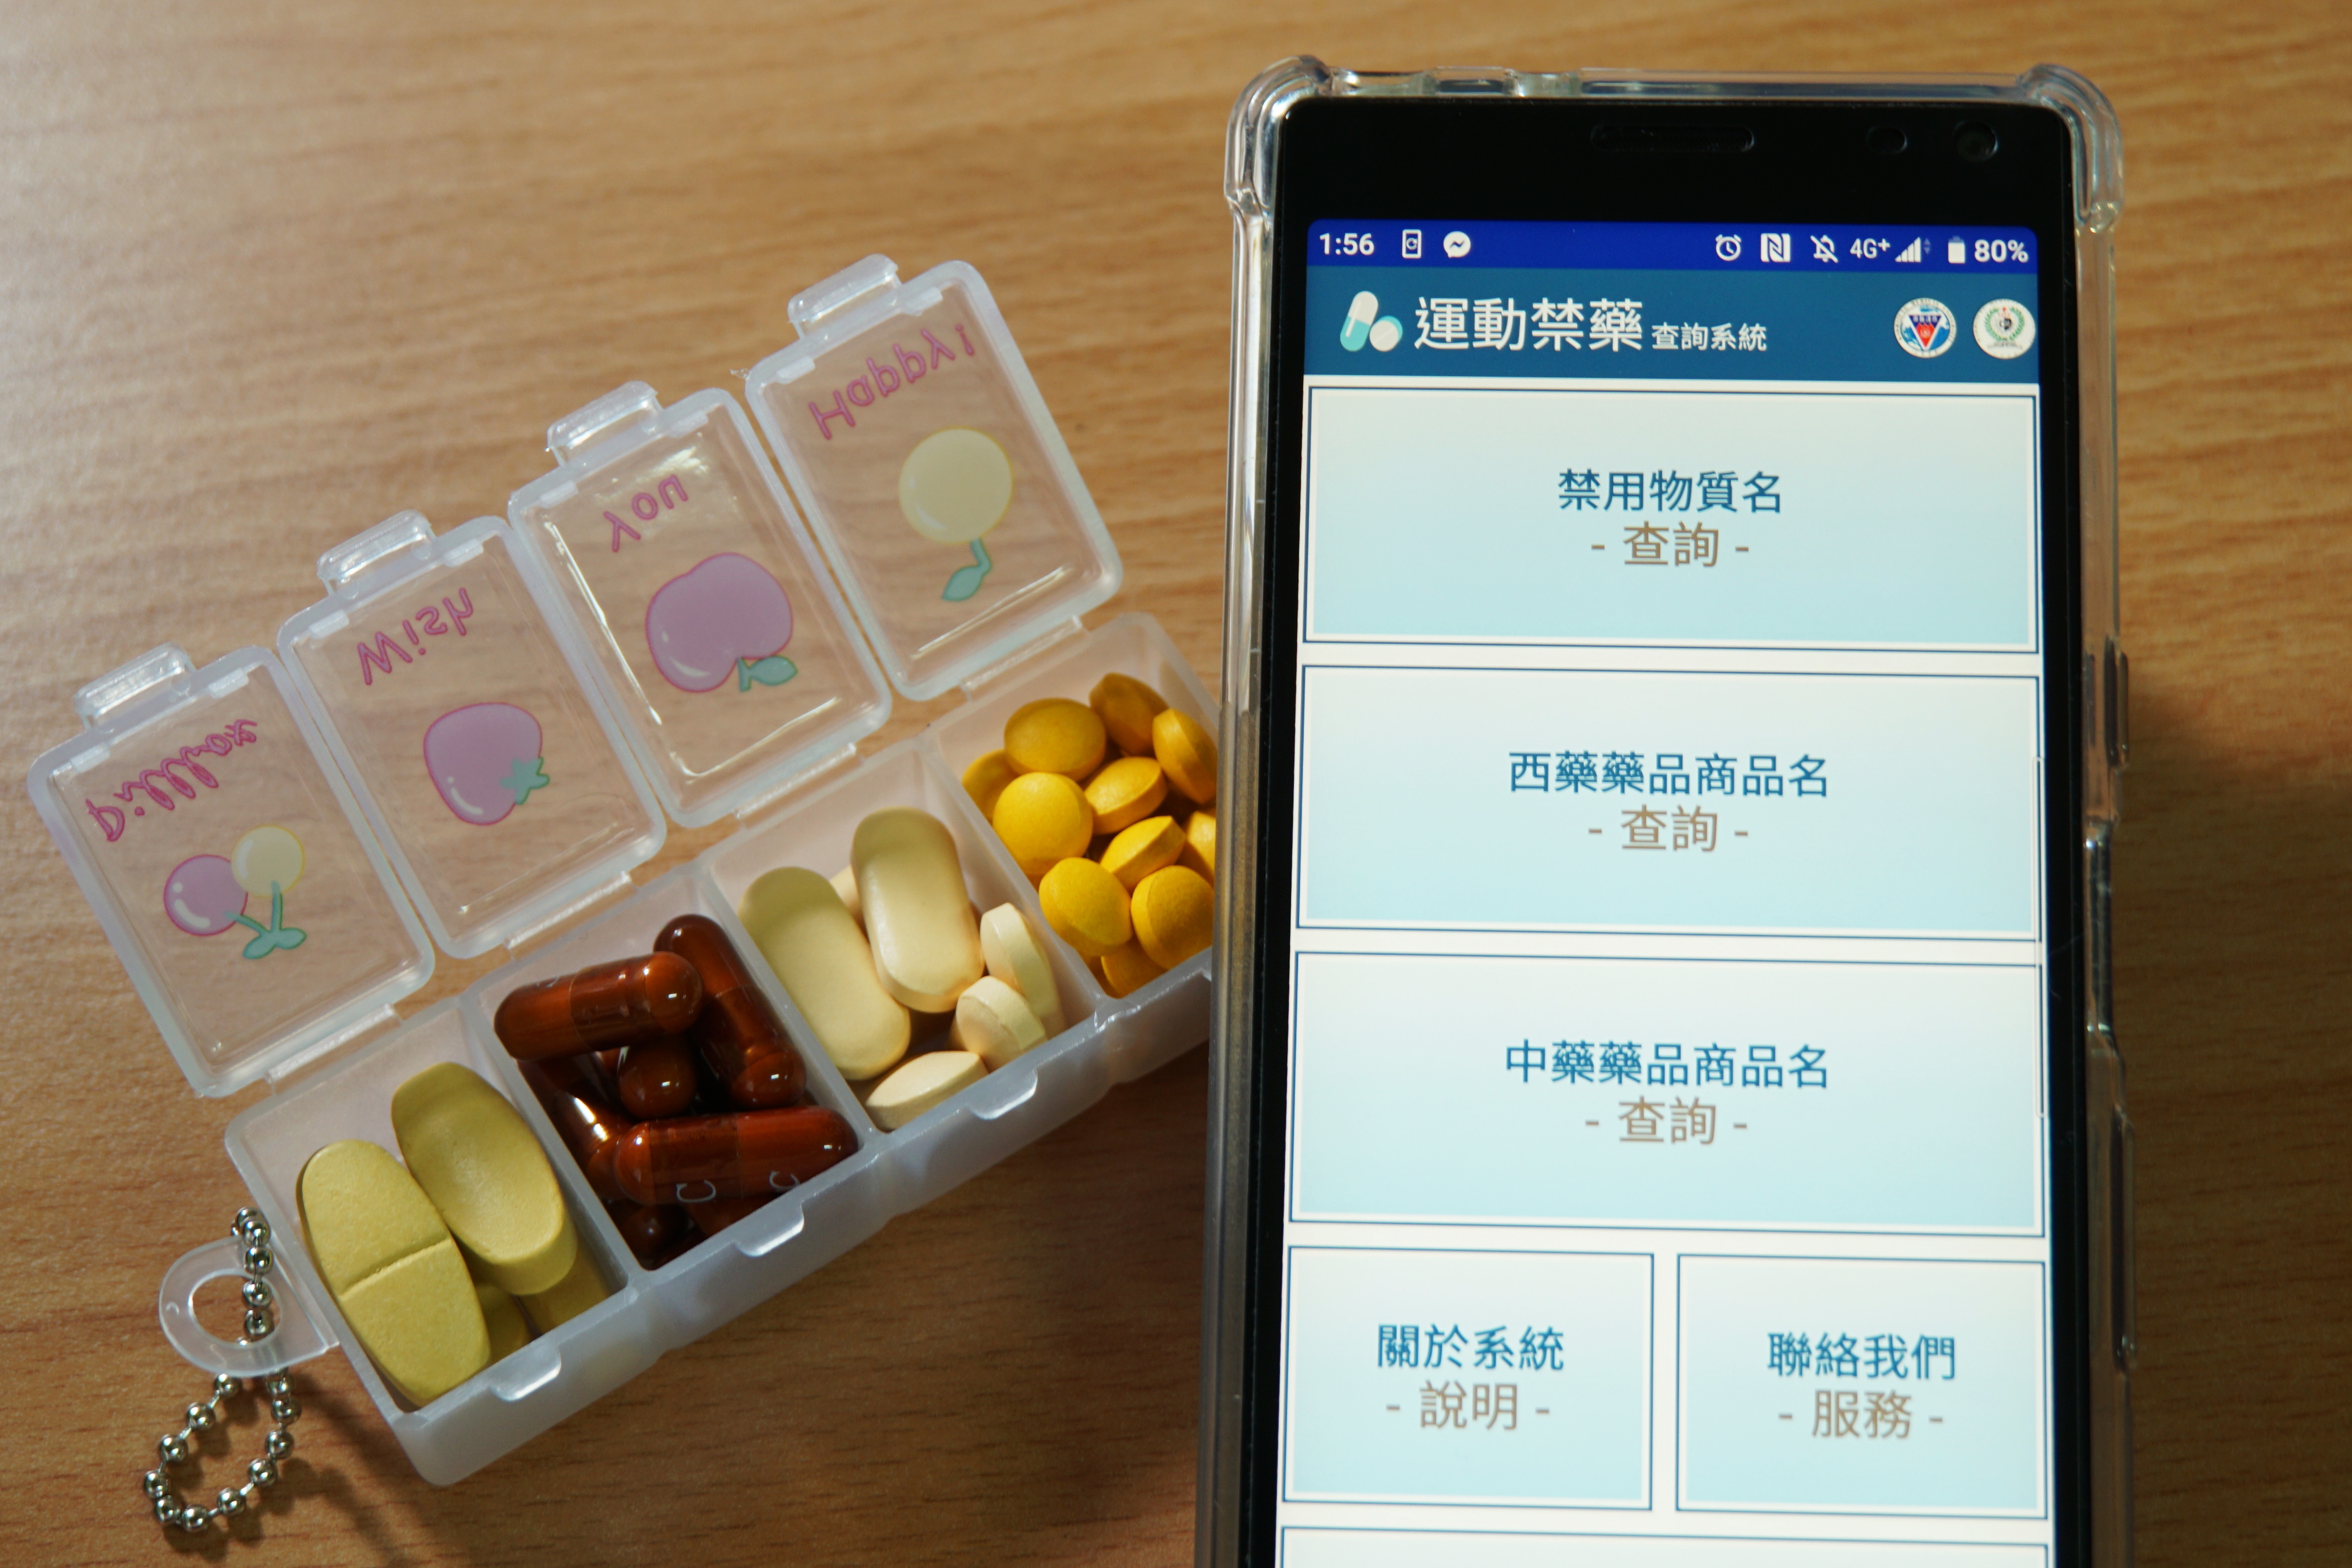 pillbox
Wish
You
Happy!
C
C
1:56
4G+
80%
運動禁藥 查詢系統
禁用物質名
- 查詢 -
西藥藥品商品名
- 查詢 -
中藥藥品商品名
- 查詢 -
關於系統
- 說明 -
聯絡我們
- 服務 -